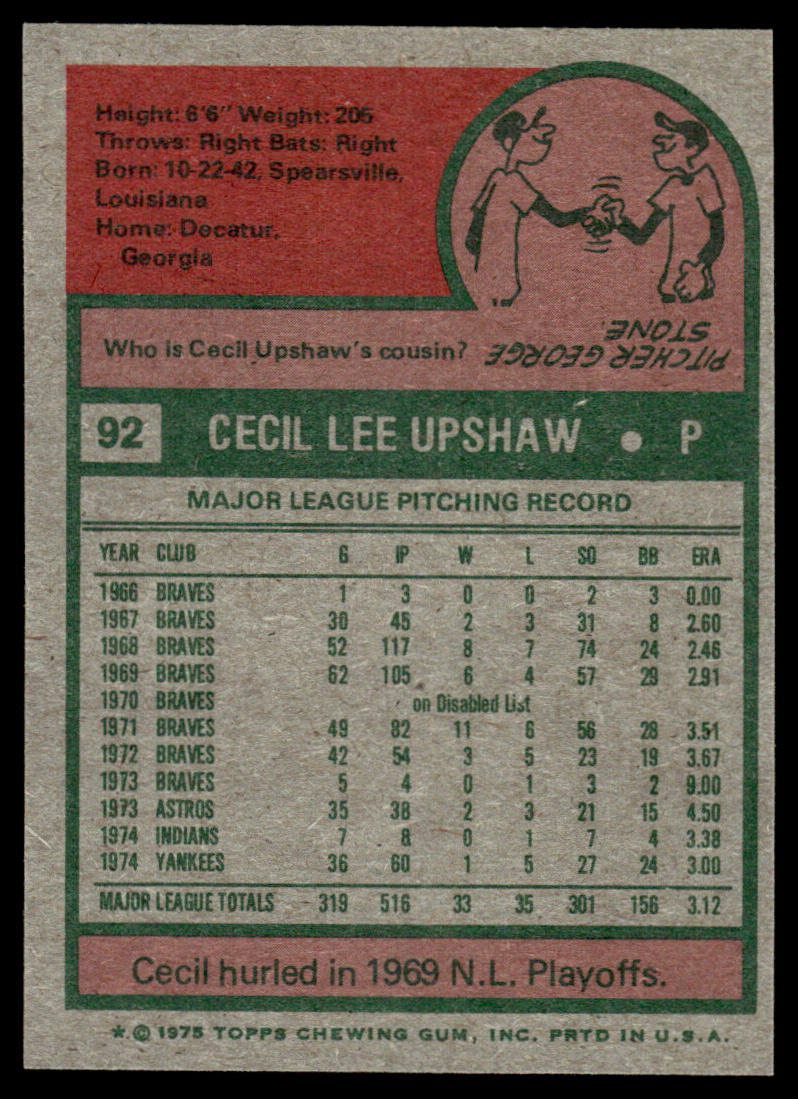 Height: 6'6" Weight: 205
Throws: Right Bats: Right
Born: 10-22-42, Spearsville,
Louisiana
Home: Decatur,
Georgia
Who is Cecil Upshaw's cousin?
PITCHER GEORGE
STONE.
92 CECIL LEE UPSHAW • P
MAJOR LEAGUE PITCHING RECORD
YEAR CLUB G IP W L SO BB ERA
1966 BRAVES 1 3 0 0 2 3 0.00
1967 BRAVES 30 45 2 3 31 8 2.60
1968 BRAVES 52 117 8 7 74 24 2.46
1969 BRAVES 62 105 6 4 57 29 2.91
1970 BRAVES on Disabled List
1971 BRAVES 49 82 11 6 56 28 3.51
1972 BRAVES 42 54 3 5 23 19 3.67
1973 BRAVES 5 4 0 1 3 2 9.00
1973 ASTROS 35 38 2 3 21 15 4.50
1974 INDIANS 7 8 0 1 7 4 3.38
1974 YANKEES 36 60 1 5 27 24 3.00
MAJOR LEAGUE TOTALS 319 516 33 35 301 156 3.12
Cecil hurled in 1969 N.L. Playoffs.
*© 1975 TOPPS CHEWING GUM, INC. PRTD IN U.S.A.